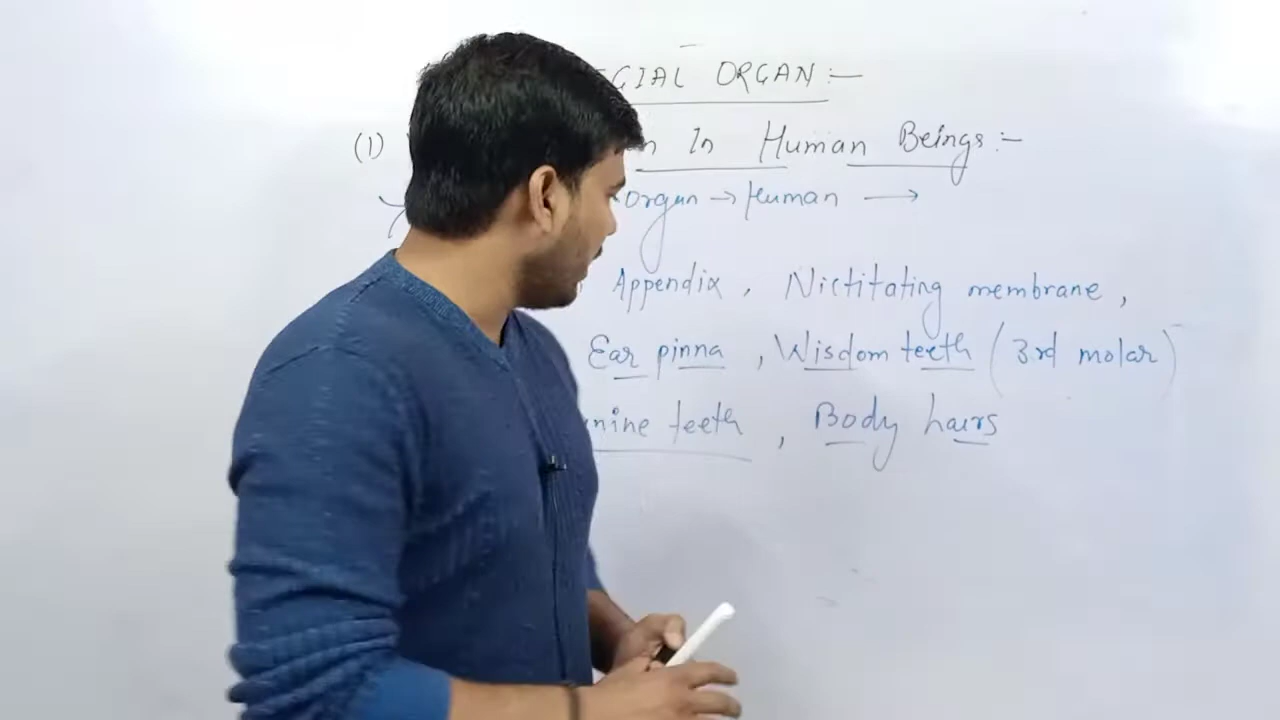 GIAL ORGAN :-
(1) n In Human Beings :-
organ → Human →
Appendix , Nictitating membrane ,
Ear pinna , Wisdom teeth ( 3rd molar )
nine teeth , Body hairs